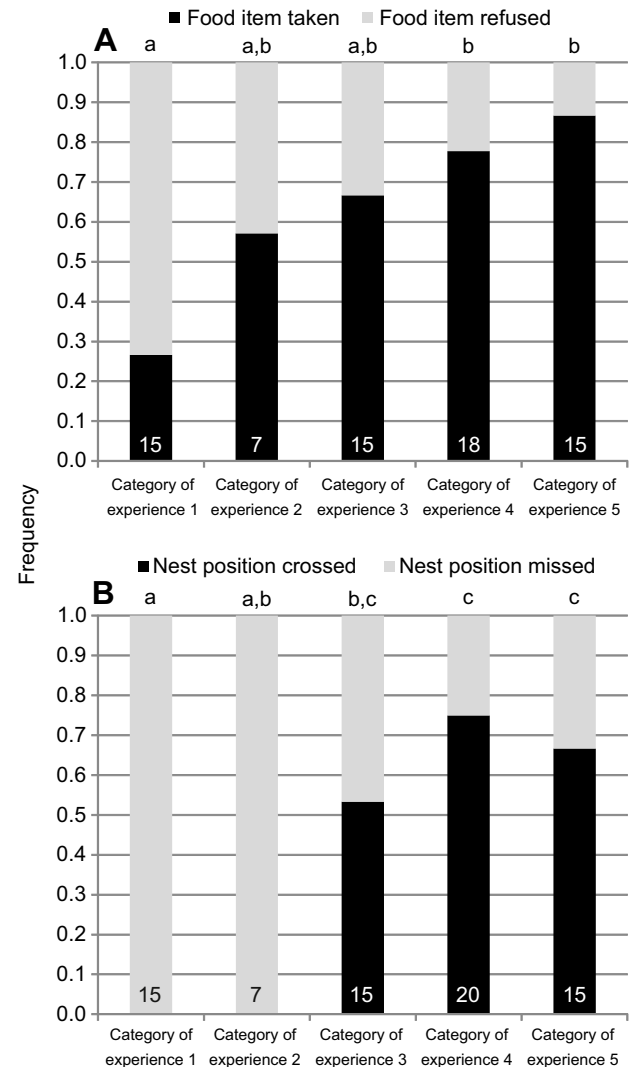 Food item taken Food item refused
A a a,b a,b b b
1.0
0.9
0.8
0.7
0.6
0.5
0.4
0.3
0.2
0.1
0.0
15 7 15 18 15
Category of experience 1
Category of experience 2
Category of experience 3
Category of experience 4
Category of experience 5
Frequency
Nest position crossed Nest position missed
B a a,b b,c c c
1.0
0.9
0.8
0.7
0.6
0.5
0.4
0.3
0.2
0.1
0.0
15 7 15 20 15
Category of experience 1
Category of experience 2
Category of experience 3
Category of experience 4
Category of experience 5